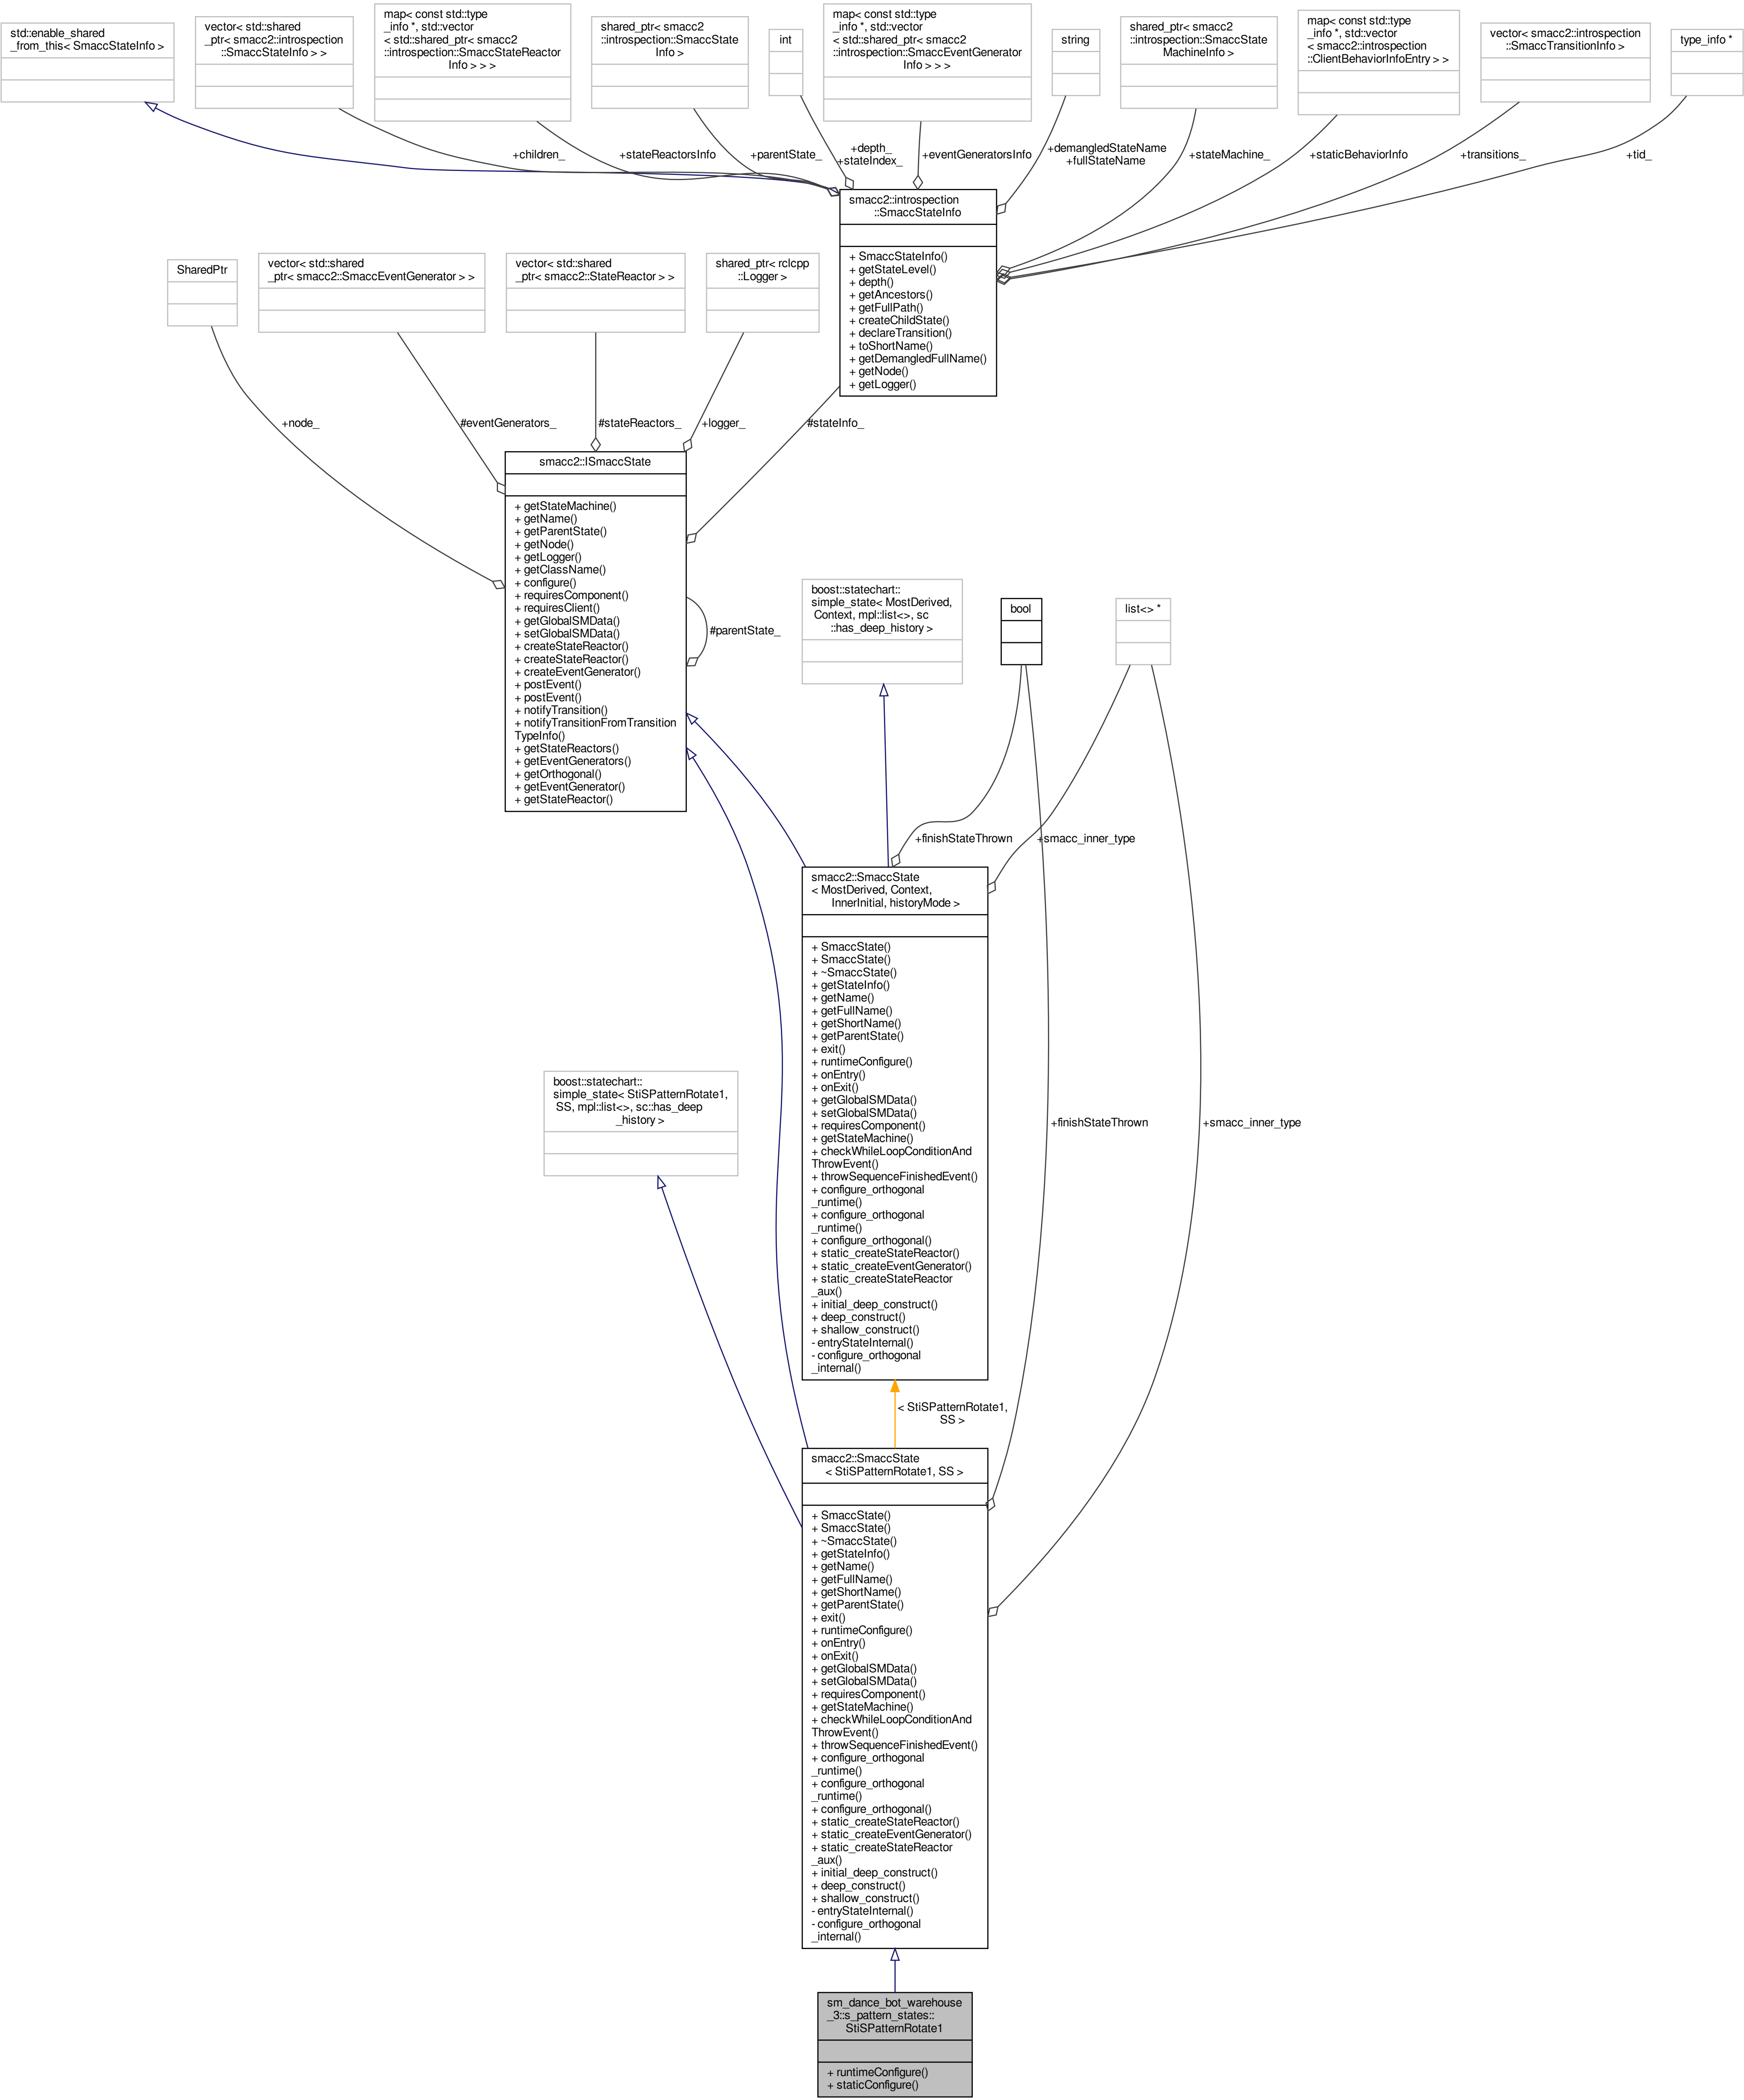 std::enable_shared
_from_this< SmaccStateInfo >
vector< std::shared
_ptr< smacc2::introspection
::SmaccStateInfo > >
map< const std::type
_info *, std::vector
< std::shared_ptr< smacc2
::introspection::SmaccStateReactor
Info > > >
shared_ptr< smacc2
::introspection::SmaccState
Info >
int
map< const std::type
_info *, std::vector
< std::shared_ptr< smacc2
::introspection::SmaccEventGenerator
Info > > >
string
shared_ptr< smacc2
::introspection::SmaccState
MachineInfo >
map< const std::type
_info *, std::vector
< smacc2::introspection
::ClientBehaviorInfoEntry > >
vector< smacc2::introspection
::SmaccTransitionInfo >
type_info *
+children_
+stateReactorsInfo
+parentState_
+depth_
+stateIndex_
+eventGeneratorsInfo
+demangledStateName
+fullStateName
+stateMachine_
+staticBehaviorInfo
+transitions_
+tid_
smacc2::introspection
::SmaccStateInfo
+ SmaccStateInfo()
+ getStateLevel()
+ depth()
+ getAncestors()
+ getFullPath()
+ createChildState()
+ declareTransition()
+ toShortName()
+ getDemangledFullName()
+ getNode()
+ getLogger()
SharedPtr
vector< std::shared
_ptr< smacc2::SmaccEventGenerator > >
vector< std::shared
_ptr< smacc2::StateReactor > >
shared_ptr< rclcpp
::Logger >
+node_
#eventGenerators_
#stateReactors_
+logger_
#stateInfo_
smacc2::ISmaccState
+ getStateMachine()
+ getName()
+ getParentState()
+ getNode()
+ getLogger()
+ getClassName()
+ configure()
+ requiresComponent()
+ requiresClient()
+ getGlobalSMData()
+ setGlobalSMData()
+ createStateReactor()
+ createStateReactor()
+ createEventGenerator()
+ postEvent()
+ postEvent()
+ notifyTransition()
+ notifyTransitionFromTransition
TypeInfo()
+ getStateReactors()
+ getEventGenerators()
+ getOrthogonal()
+ getEventGenerator()
+ getStateReactor()
#parentState_
boost::statechart::
simple_state< MostDerived,
Context, mpl::list<>, sc
::has_deep_history >
bool
list<> *
+finishStateThrown
+smacc_inner_type
smacc2::SmaccState
< MostDerived, Context,
InnerInitial, historyMode >
+ SmaccState()
+ SmaccState()
+ ~SmaccState()
+ getStateInfo()
+ getName()
+ getFullName()
+ getShortName()
+ getParentState()
+ exit()
+ runtimeConfigure()
+ onEntry()
+ onExit()
+ getGlobalSMData()
+ setGlobalSMData()
+ requiresComponent()
+ getStateMachine()
+ checkWhileLoopConditionAnd
ThrowEvent()
+ throwSequenceFinishedEvent()
+ configure_orthogonal
_runtime()
+ configure_orthogonal
_runtime()
+ configure_orthogonal()
+ static_createStateReactor()
+ static_createEventGenerator()
+ static_createStateReactor
_aux()
+ initial_deep_construct()
+ deep_construct()
+ shallow_construct()
- entryStateInternal()
- configure_orthogonal
_internal()
boost::statechart::
simple_state< StiSPatternRotate1,
SS, mpl::list<>, sc::has_deep
_history >
+finishStateThrown
+smacc_inner_type
< StiSPatternRotate1,
SS >
smacc2::SmaccState
< StiSPatternRotate1, SS >
+ SmaccState()
+ SmaccState()
+ ~SmaccState()
+ getStateInfo()
+ getName()
+ getFullName()
+ getShortName()
+ getParentState()
+ exit()
+ runtimeConfigure()
+ onEntry()
+ onExit()
+ getGlobalSMData()
+ setGlobalSMData()
+ requiresComponent()
+ getStateMachine()
+ checkWhileLoopConditionAnd
ThrowEvent()
+ throwSequenceFinishedEvent()
+ configure_orthogonal
_runtime()
+ configure_orthogonal
_runtime()
+ configure_orthogonal()
+ static_createStateReactor()
+ static_createEventGenerator()
+ static_createStateReactor
_aux()
+ initial_deep_construct()
+ deep_construct()
+ shallow_construct()
- entryStateInternal()
- configure_orthogonal
_internal()
sm_dance_bot_warehouse
_3::s_pattern_states::
StiSPatternRotate1
+ runtimeConfigure()
+ staticConfigure()